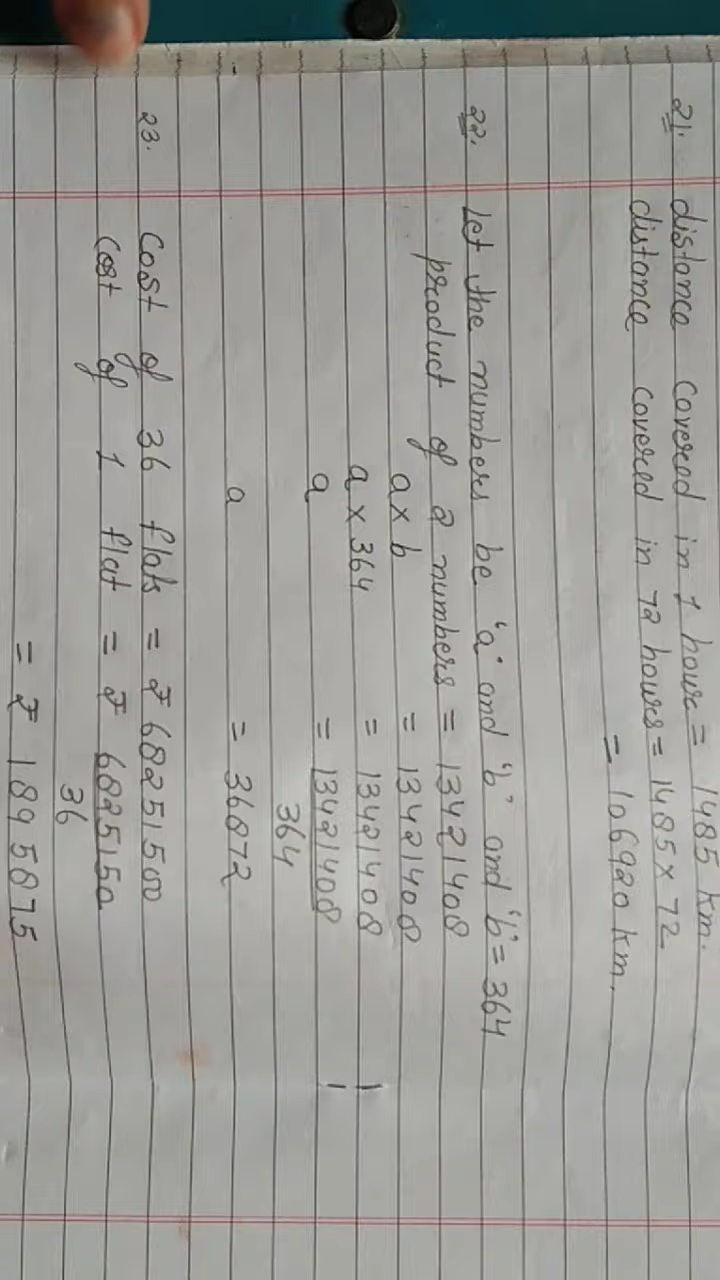 21. distance covered in 1 hour = 1485 km.
distance covered in 72 hours = 1485 x 72
= 106920 km.
22. Let the numbers be 'a' and 'b' and 'b' = 364
product of 2 numbers = 13421408
a x b = 13421408
a x 364 = 13421408
a = 13421408
364
a = 36872
23. Cost of 36 flats = ₹ 68251500
Cost of 1 flat = ₹ 6825150
36
= ₹ 1895875